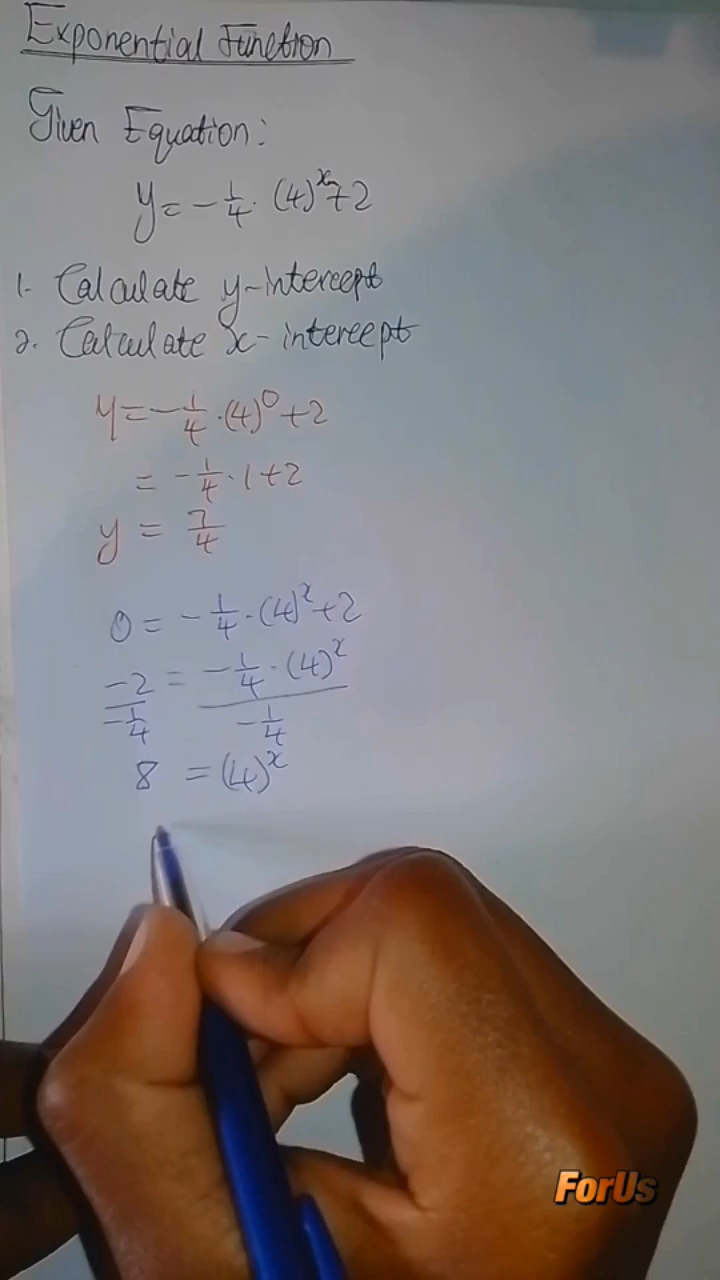 Exponential Function
Given Equation:
y = - 1/4 · (4)^x + 2
1. Calculate y-intercept
2. Calculate x-intercept
y = - 1/4 · (4)^0 + 2
= - 1/4 · 1 + 2
y = 7/4
0 = - 1/4 · (4)^x + 2
-2 / - 1/4 = - 1/4 · (4)^x / - 1/4
8 = (4)^x
ForUs